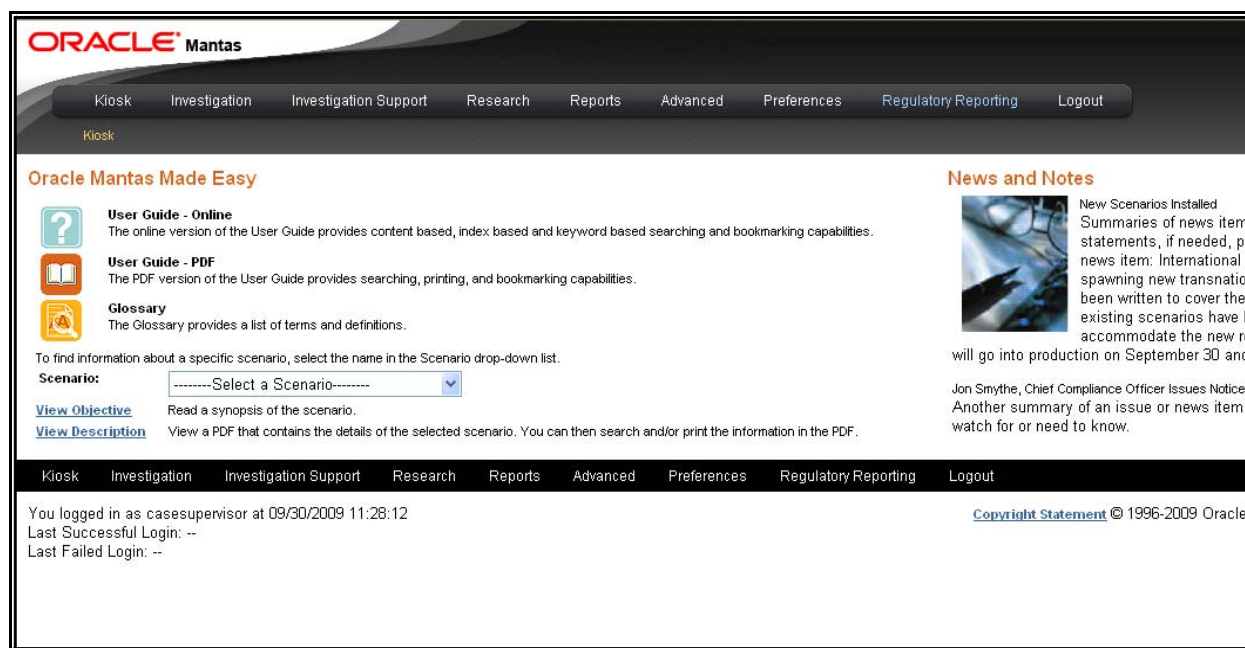 ORACLE Mantas
Kiosk Investigation Investigation Support Research Reports Advanced Preferences Regulatory Reporting Logout
Kiosk
Oracle Mantas Made Easy
User Guide - Online
The online version of the User Guide provides content based, index based and keyword based searching and bookmarking capabilities.
User Guide - PDF
The PDF version of the User Guide provides searching, printing, and bookmarking capabilities.
Glossary
The Glossary provides a list of terms and definitions.
To find information about a specific scenario, select the name in the Scenario drop-down list.
Scenario: --------Select a Scenario--------
View Objective Read a synopsis of the scenario.
View Description View a PDF that contains the details of the selected scenario. You can then search and/or print the information in the PDF.
News and Notes
New Scenarios Installed
Summaries of news item
statements, if needed, p
news item: International
spawning new transnatio
been written to cover the
existing scenarios have
accommodate the new
will go into production on September 30 and
Jon Smythe, Chief Compliance Officer Issues Notice
Another summary of an issue or news item
watch for or need to know.
Kiosk Investigation Investigation Support Research Reports Advanced Preferences Regulatory Reporting Logout
You logged in as casesupervisor at 09/30/2009 11:28:12
Last Successful Login: --
Last Failed Login: --
Copyright Statement © 1996-2009 Oracle